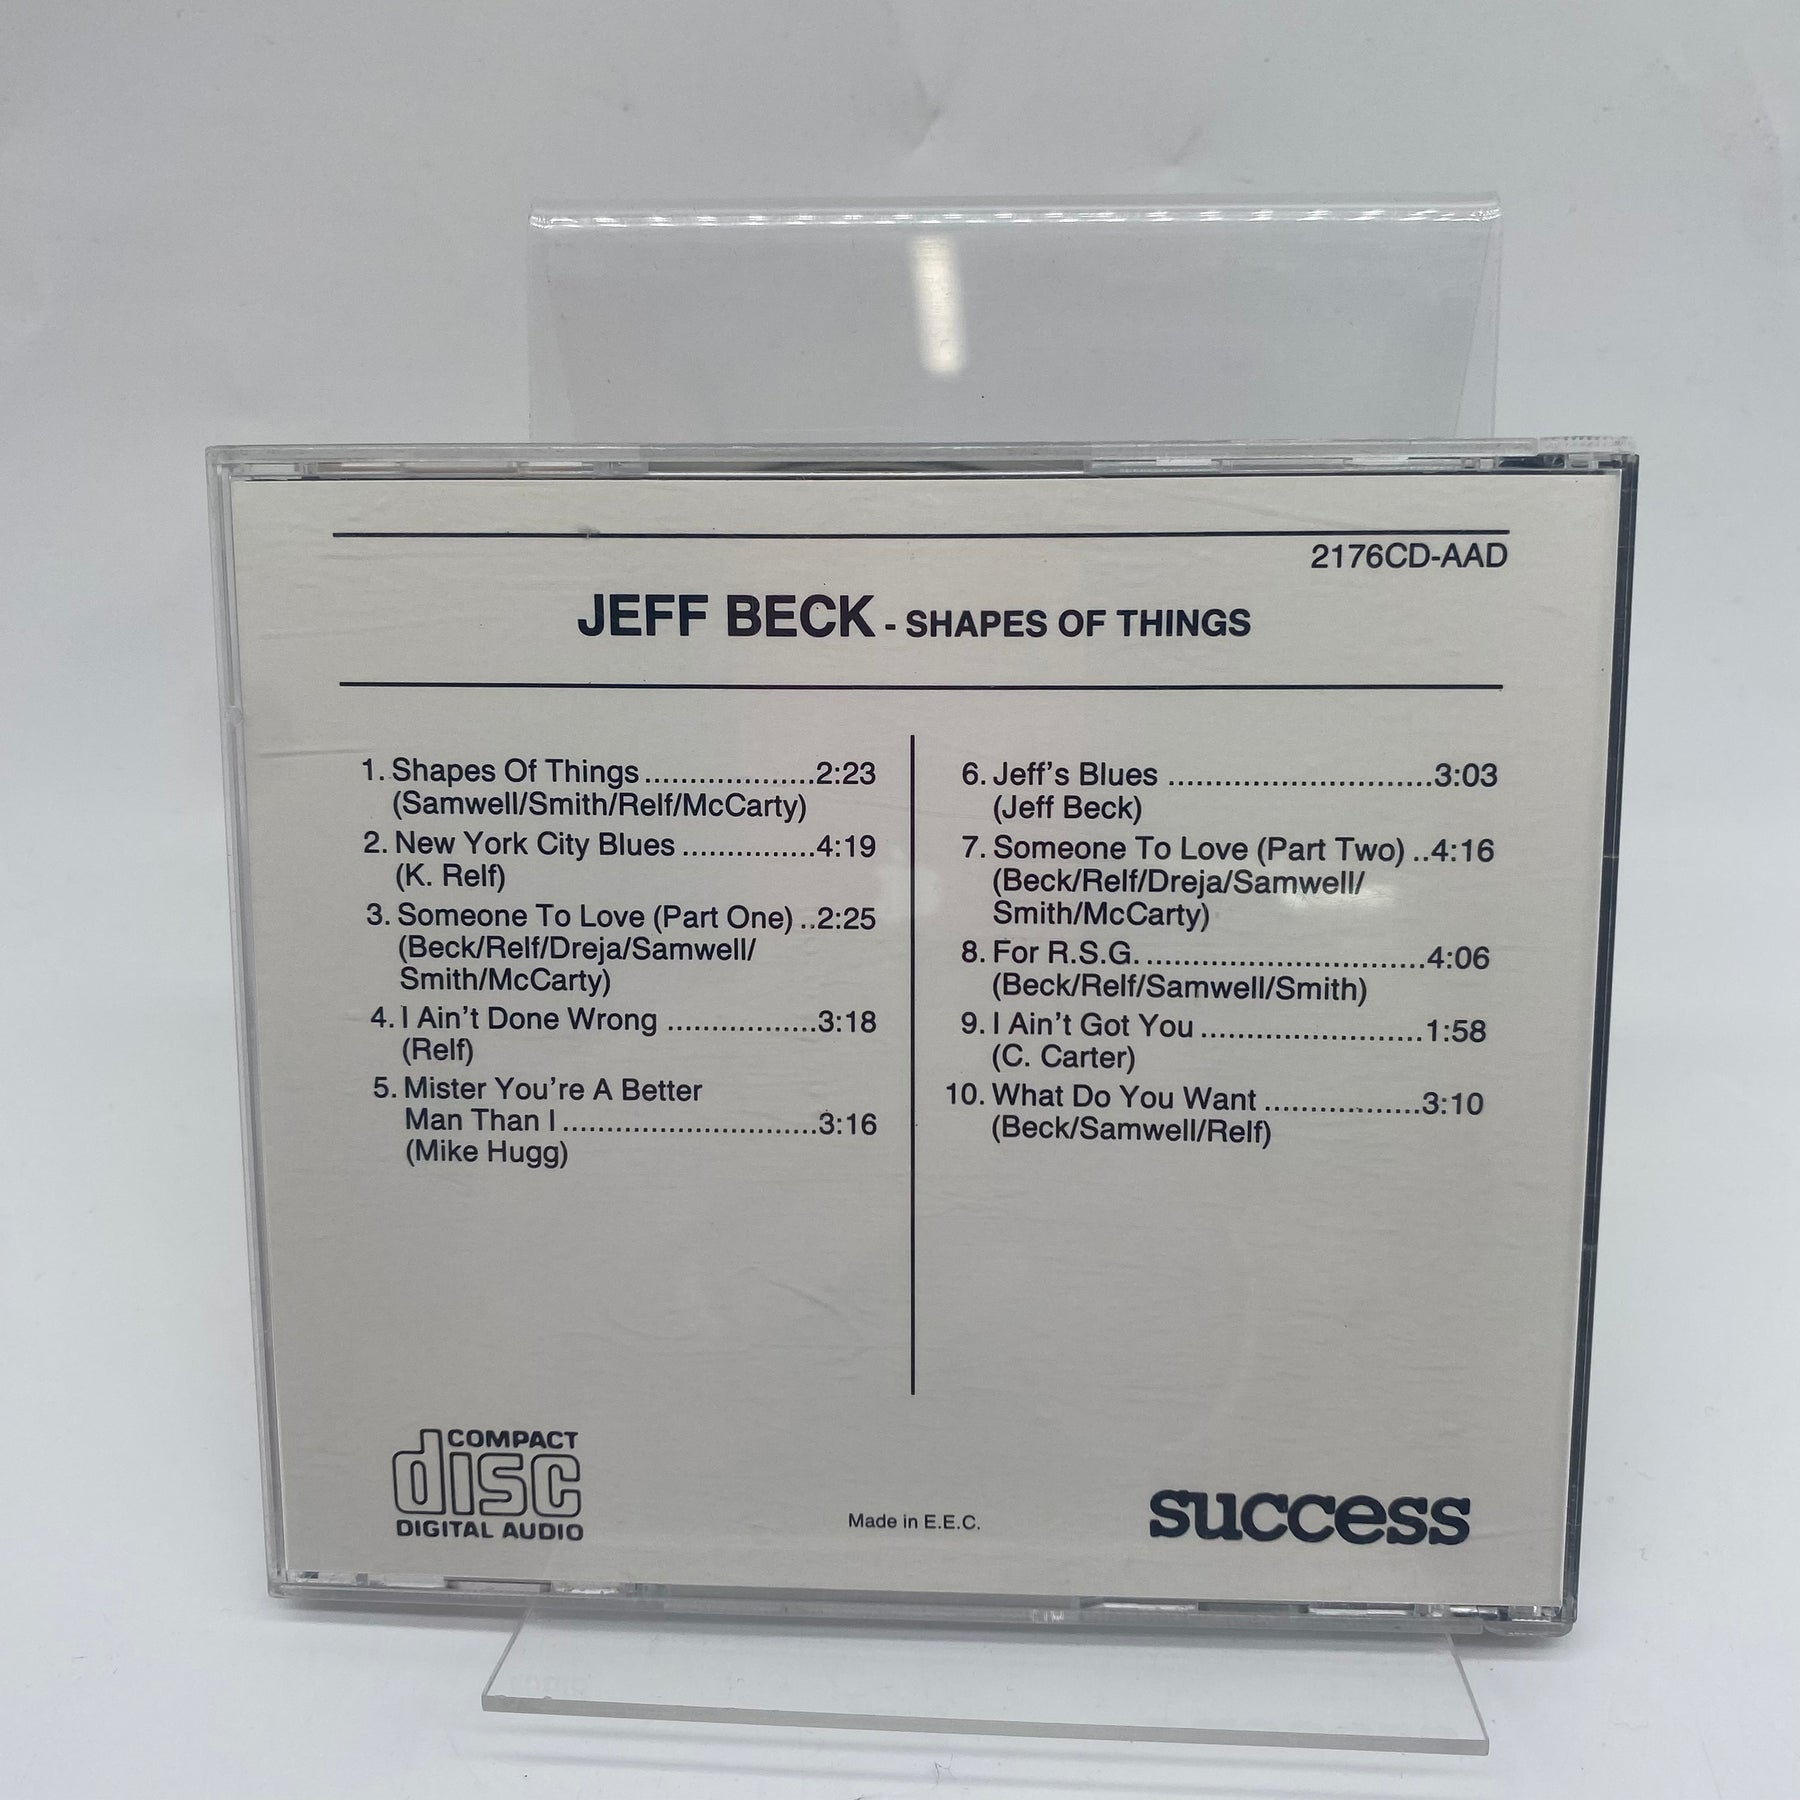 2176CD-AAD
JEFF BECK - SHAPES OF THINGS
1. Shapes Of Things...................2:23
(Samwell/Smith/Relf/McCarty)
2. New York City Blues...............4:19
(K. Relf)
3. Someone To Love (Part One)..2:25
(Beck/Relf/Dreja/Samwell/
Smith/McCarty)
4. I Ain't Done Wrong.................3:18
(Relf)
5. Mister You're A Better
Man Than I............................3:16
(Mike Hugg)
6. Jeff's Blues.............................3:03
(Jeff Beck)
7. Someone To Love (Part Two)..4:16
(Beck/Relf/Dreja/Samwell/
Smith/McCarty)
8. For R.S.G. ..............................4:06
(Beck/Relf/Samwell/Smith)
9. I Ain't Got You........................1:58
(C. Carter)
10. What Do You Want.................3:10
(Beck/Samwell/Relf)
COMPACT
disc
DIGITAL AUDIO
Made in E.E.C.
success